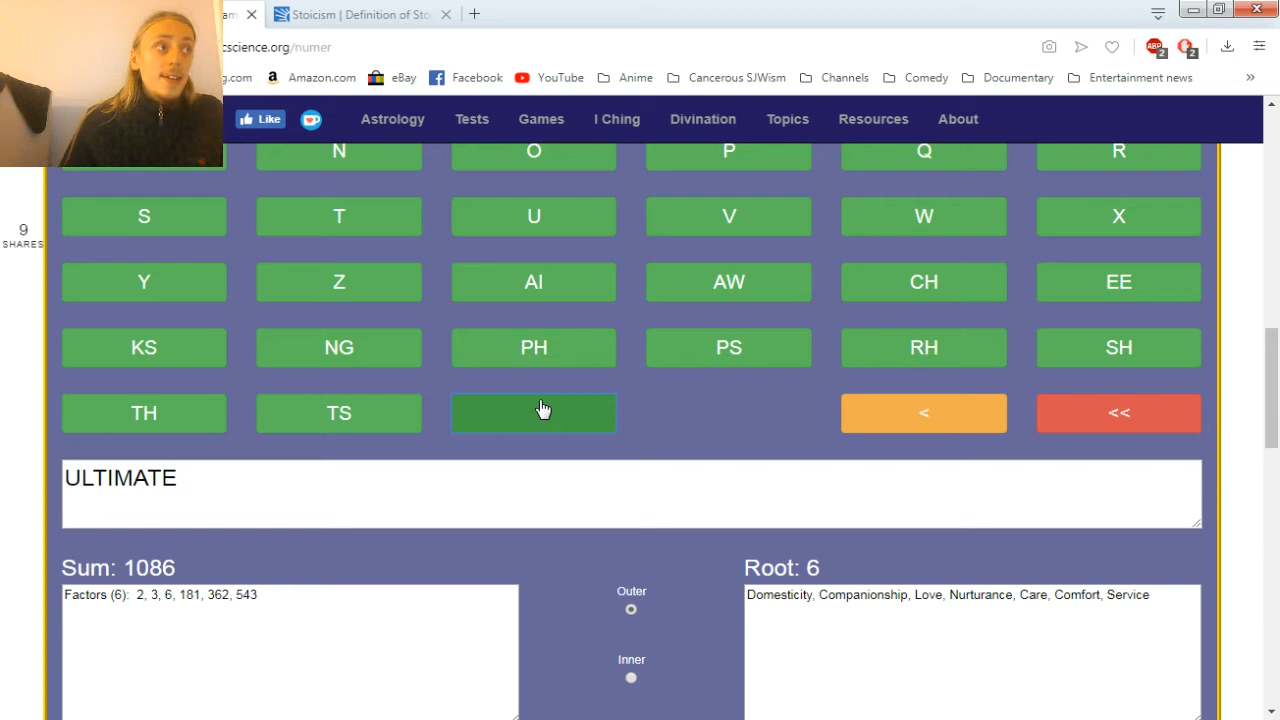 am
Stoicism | Definition of Sto
cscience.org/numer
g.com Amazon.com eBay Facebook YouTube Anime Cancerous SJWism Channels Comedy Documentary Entertainment news »
Like Astrology Tests Games I Ching Divination Topics Resources About
N O P Q R
S T U V W X
9
SHARES
Y Z AI AW CH EE
KS NG PH PS RH SH
TH TS < <<
ULTIMATE
Sum: 1086
Root: 6
Factors (6): 2, 3, 6, 181, 362, 543
Outer
Domesticity, Companionship, Love, Nurturance, Care, Comfort, Service
Inner